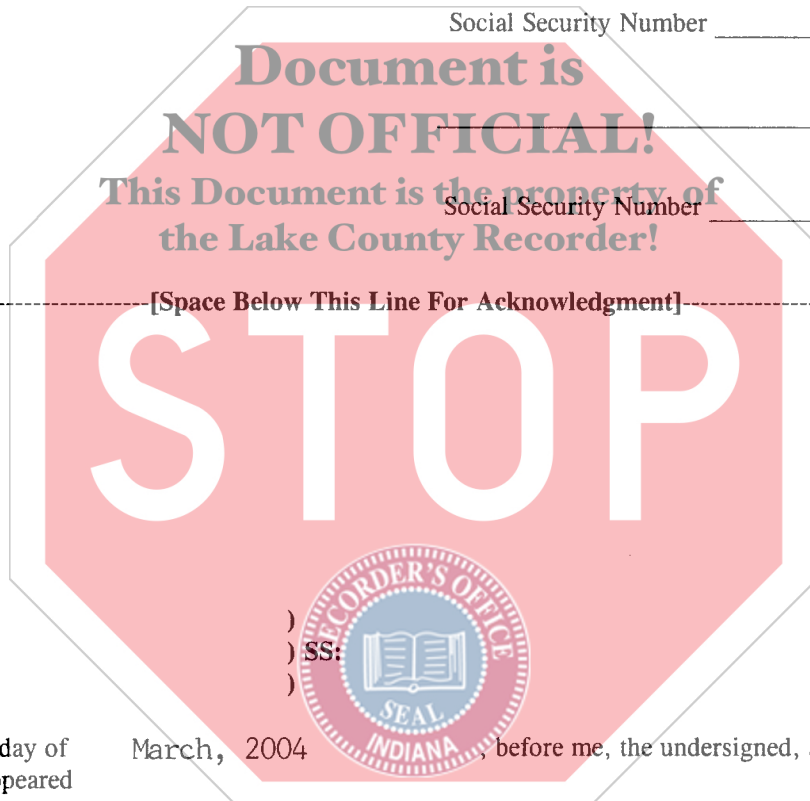 Social Security Number
Document is
NOT OFFICIAL!
This Document is the property of
Social Security Number
the Lake County Recorder!
[Space Below This Line For Acknowledgment]
STOP
RECORDER'S OFFICE
)
) SS:
)
SEAL
INDIANA
day of March, 2004, before me, the undersigned,
peared